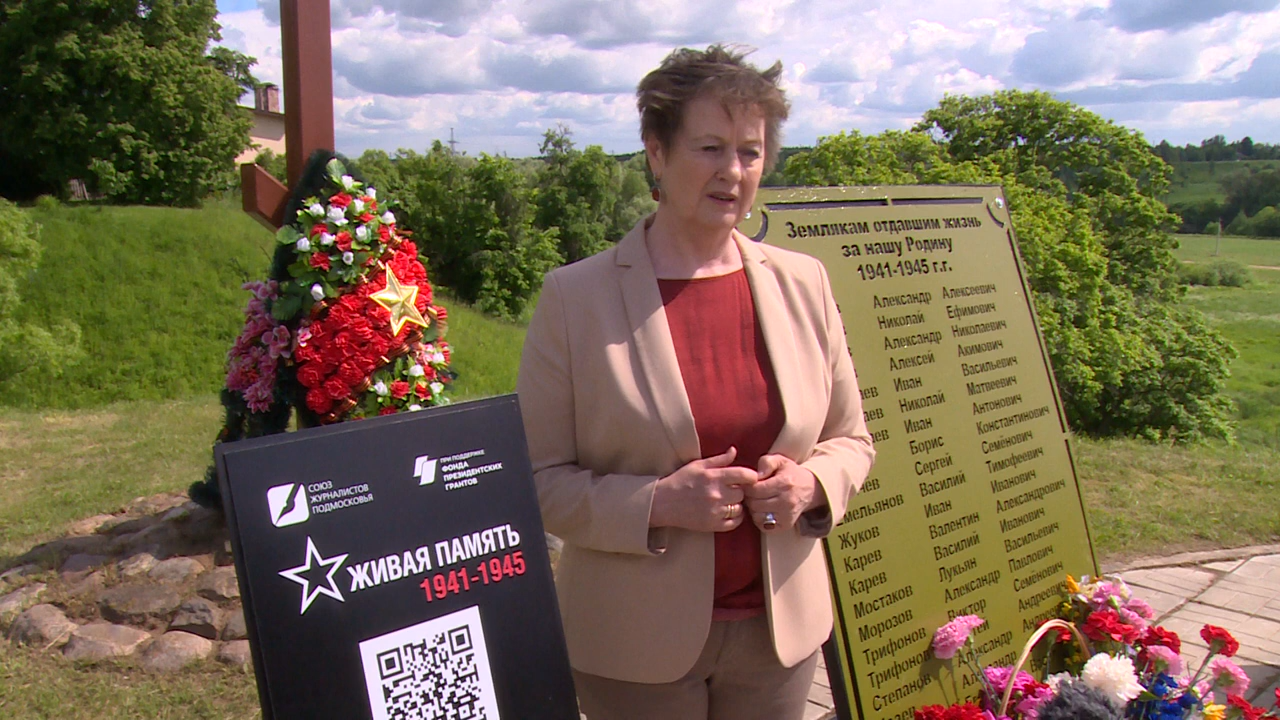 СОЮЗ
ЖУРНАЛИСТОВ
ПОДМОСКОВЬЯ
ПРИ ПОДДЕРЖКЕ
ФОНДА
ПРЕЗИДЕНТСКИХ
ГРАНТОВ
ЖИВАЯ ПАМЯТЬ
1941-1945
Землякам отдавшим жизнь
за нашу Родину
1941-1945 г.г.
Александр Алексеевич
Николай Ефимович
Александр Николаевич
Алексей Акимович
Иван Васильевич
Николай Матвеевич
Иван Антонович
Борис Константинович
Сергей Семёнович
Василий Тимофеевич
Иван Иванович
Жуков Валентин Александрович
Карев Василий Иванович
Карев Лукьян Васильевич
Мостаков Александр Павлович
Морозов Виктор Семёнович
Трифонов Андреевич
Трифонов Александр
Степанов